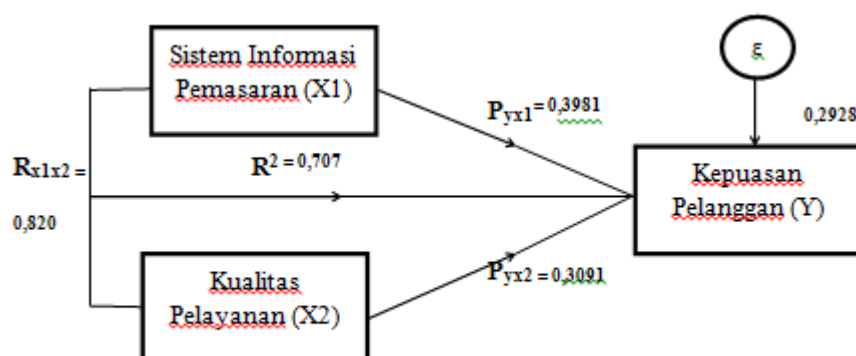 Sistem Informasi
Pemasaran (X1)
ε
Pyx1 = 0,3981
0,2928
Rx1x2 =
R2 = 0,707
Kepuasan
Pelanggan (Y)
0,820
Kualitas
Pelayanan (X2)
Pyx2 = 0,3091